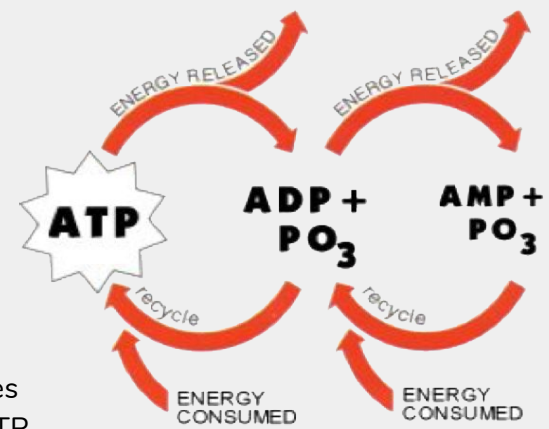 ENERGY RELEASED
ENERGY RELEASED
ATP
ADP +
PO3
AMP +
PO3
recycle
recycle
ENERGY
CONSUMED
ENERGY
CONSUMED